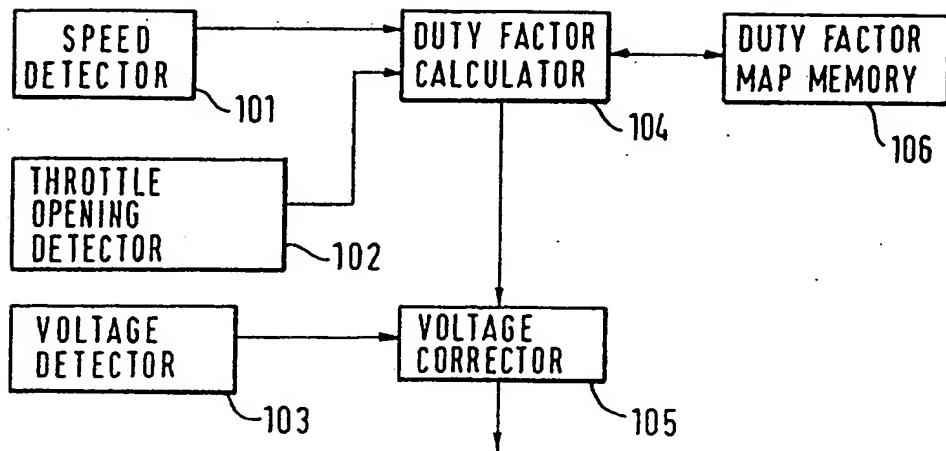 SPEED
DETECTOR
101
DUTY FACTOR
CALCULATOR
104
DUTY FACTOR
MAP MEMORY
106
THROTTLE
OPENING
DETECTOR
102
VOLTAGE
DETECTOR
103
VOLTAGE
CORRECTOR
105